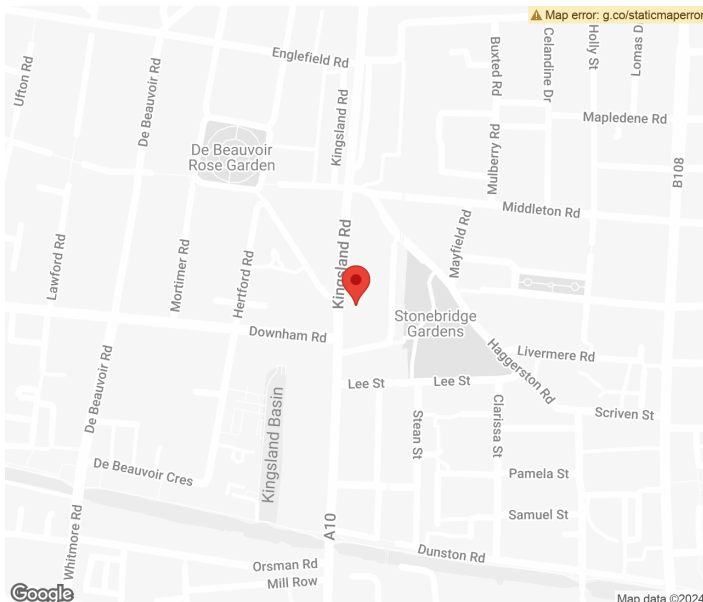 Map error: g.co/staticmaperror
Englefield Rd
Ufton Rd
De Beauvoir Rd
Kingsland Rd
Buxted Rd
Celandine Dr
Holly St
Lomas D
Mapledene Rd
De Beauvoir
Rose Garden
Mulberry Rd
B108
Middleton Rd
Lawford Rd
Mortimer Rd
Hertford Rd
Kingsland Rd
Mayfield Rd
Stonebridge
Gardens
Downham Rd
Haggerston Rd
Livermere Rd
De Beauvoir Rd
Lee St
Lee St
Kingsland Basin
Stean St
Clarissa St
Scriven St
De Beauvoir Cres
Pamela St
Samuel St
Whitmore Rd
A10
Dunston Rd
Orsman Rd
Mill Row
Google
Map data ©2024